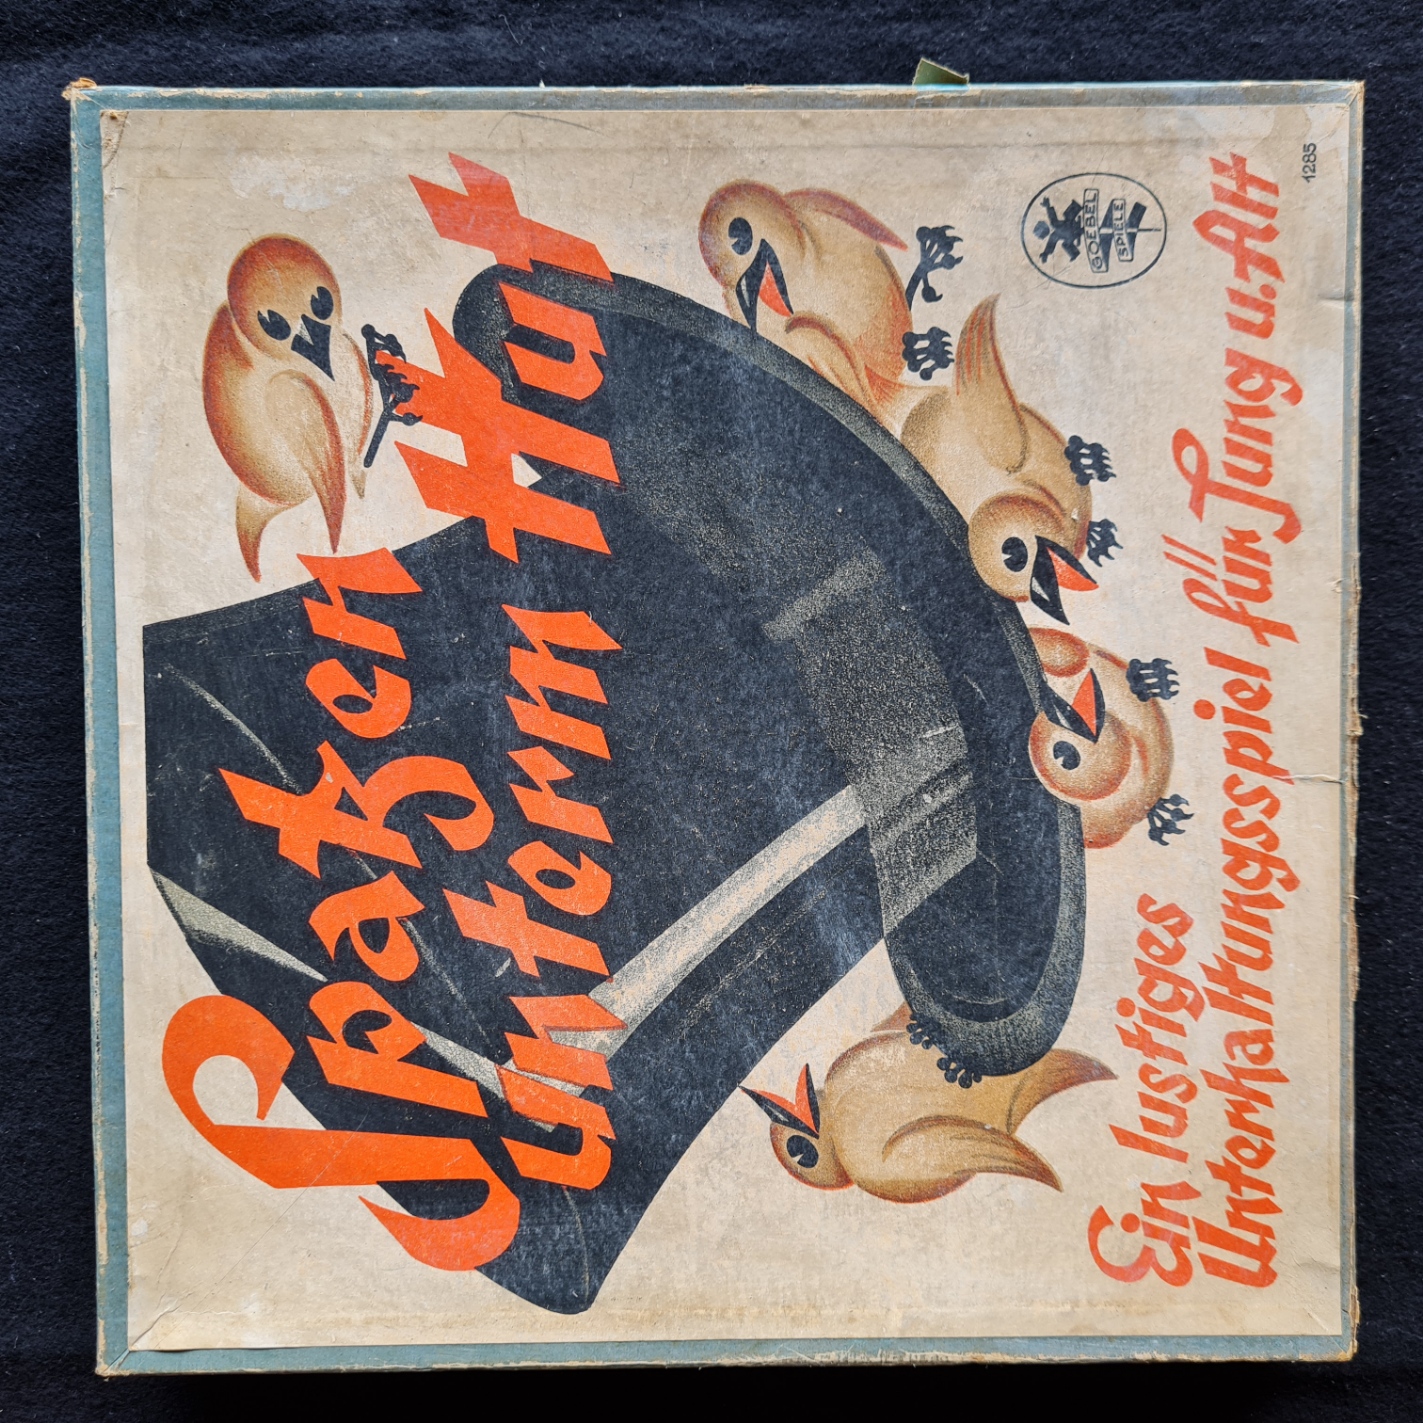 Spatzen
unterm Hut
GOEBEL
SPIELE
Ein lustiges
Unterhaltungsspiel für Jung u. Alt
1285